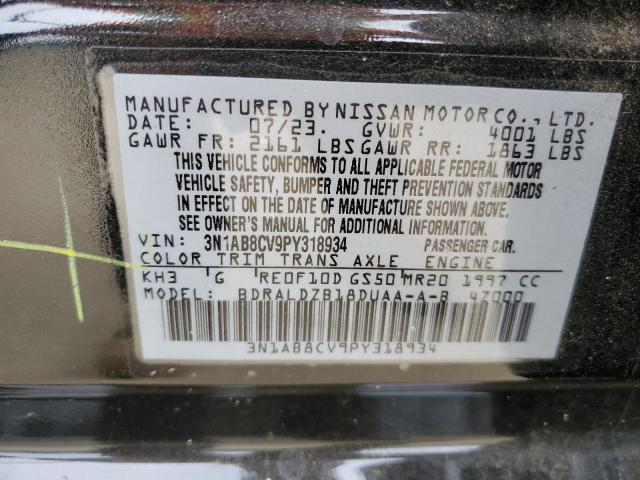 MANUFACTURED BY NISSAN MOTOR CO., LTD.
DATE: 07/23. GVWR: 4001 LBS
GAWR FR: 2161 LBS GAWR RR: 1863 LBS
THIS VEHICLE CONFORMS TO ALL APPLICABLE FEDERAL MOTOR
VEHICLE SAFETY, BUMPER AND THEFT PREVENTION STANDARDS
IN EFFECT ON THE DATE OF MANUFACTURE SHOWN ABOVE.
SEE OWNER'S MANUAL FOR ADDITIONAL INFORMATION
VIN: 3N1AB8CV9PY318934 PASSENGER CAR.
COLOR TRIM TRANS AXLE ENGINE
KH3 G RE0F10D GS50 MR20 1997 CC
MODEL: BDRALDZB18DUAA-A-B 47000
3N1AB8CV9PY318934